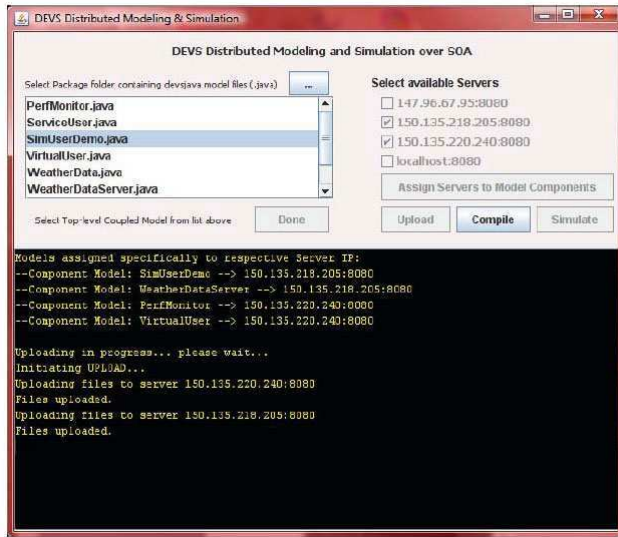 DEVS Distributed Modeling & Simulation
DEVS Distributed Modeling and Simulation over SOA
Select Package folder containing devsjava model files (.java)
...
PerfMonitor.java
ServiceUser.java
SimUserDemo.java
VirtualUser.java
WeatherData.java
WeatherDataServer.java
Select Top-level Coupled Model from list above
Done
Select available Servers
147.96.67.95:8080
150.135.218.205:8080
150.135.220.240:8080
localhost:8080
Assign Servers to Model Components
Upload
Compile
Simulate
Models assigned specifically to respective Server IP:
--Component Model: SimUserDemo --> 150.135.218.205:8080
--Component Model: WeatherDataServer --> 150.135.218.205:8080
--Component Model: PerfMonitor --> 150.135.220.240:8080
--Component Model: VirtualUser --> 150.135.220.240:8080
Uploading in progress... please wait...
Initiating UPLOAD...
Uploading files to server 150.135.220.240:8080
Files uploaded.
Uploading files to server 150.135.218.205:8080
Files uploaded.